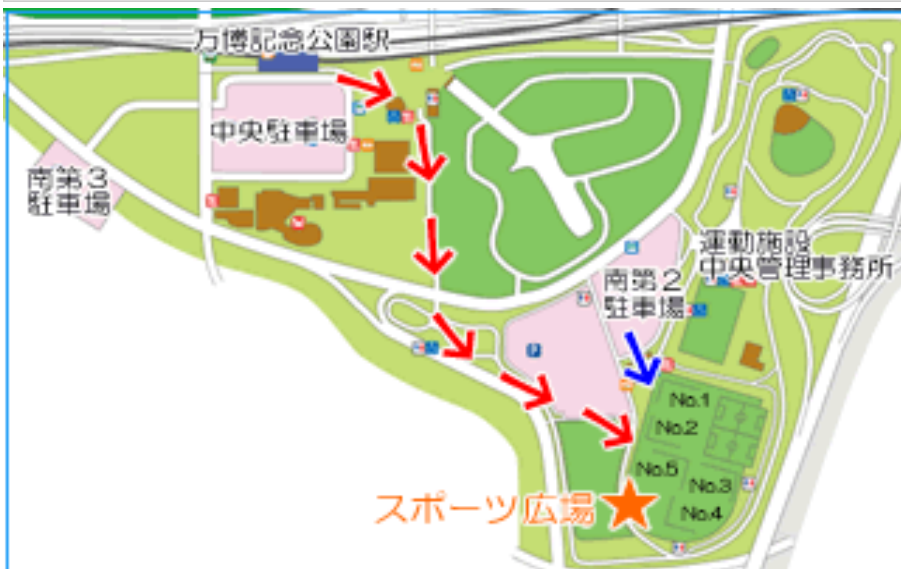 万博記念公園駅
中央駐車場
南第3
駐車場
運動施設
中央管理事務所
南第2
駐車場
P
No.1
No.2
No.5
No.3
No.4
スポーツ広場